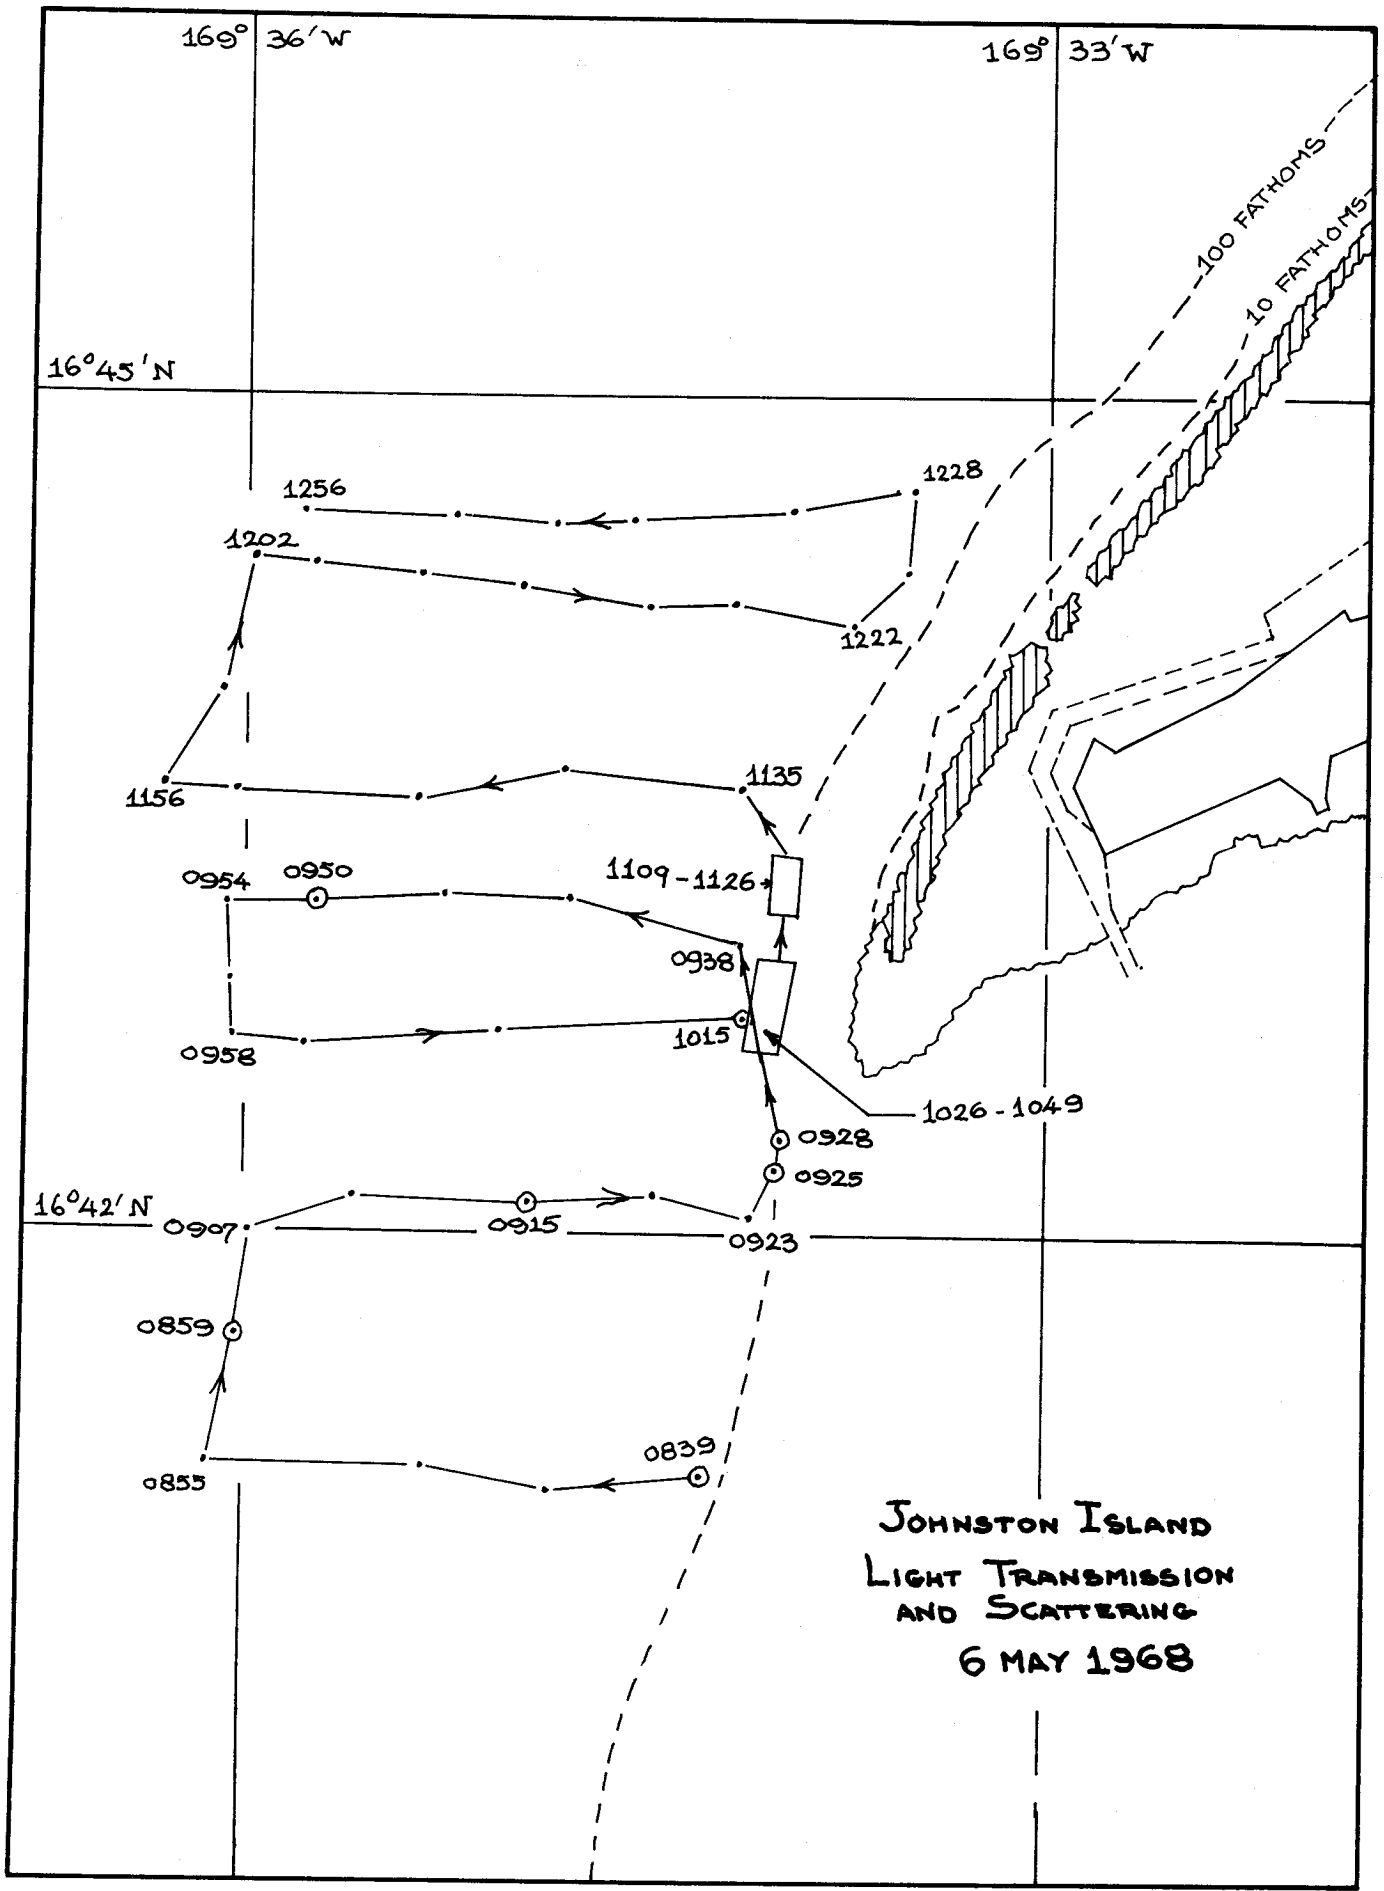 169° 36'W
169° 33'W
100 FATHOMS
10 FATHOMS
16°45'N
1256
1228
1202
1222
1156
1135
1109-1126
0954
0950
0938
0958
1015
1026-1049
0928
0925
16°42'N
0907
0915
0923
0859
0855
0839
JOHNSTON ISLAND
LIGHT TRANSMISSION
AND SCATTERING
6 MAY 1968